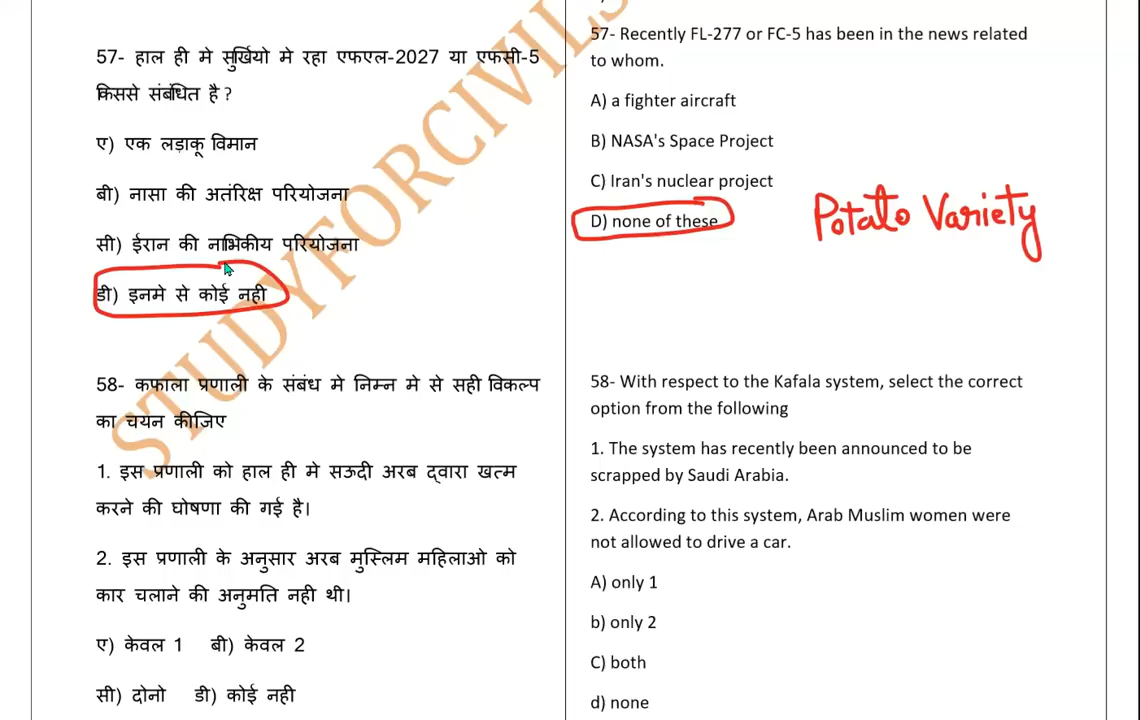 57- हाल ही मे सुर्खियो मे रहा एफएल-2027 या एफसी-5
किससे संबंधित है ?
ए) एक लड़ाकू विमान
बी) नासा की अतंरिक्ष परियोजना
सी) ईरान की नाभिकीय परियोजना
डी) इनमे से कोई नही
58- कफाला प्रणाली के संबंध मे निम्न मे से सही विकल्प
का चयन कीजिए
1. इस प्रणाली को हाल ही मे सऊदी अरब द्वारा खत्म
करने की घोषणा की गई है।
2. इस प्रणाली के अनुसार अरब मुस्लिम महिलाओ को
कार चलाने की अनुमति नही थी।
ए) केवल 1 बी) केवल 2
सी) दोनो डी) कोई नही
57- Recently FL-277 or FC-5 has been in the news related
to whom.
A) a fighter aircraft
B) NASA's Space Project
C) Iran's nuclear project
D) none of these
Potato Variety
58- With respect to the Kafala system, select the correct
option from the following
1. The system has recently been announced to be
scrapped by Saudi Arabia.
2. According to this system, Arab Muslim women were
not allowed to drive a car.
A) only 1
b) only 2
C) both
d) none
STUDYFORCIVILS